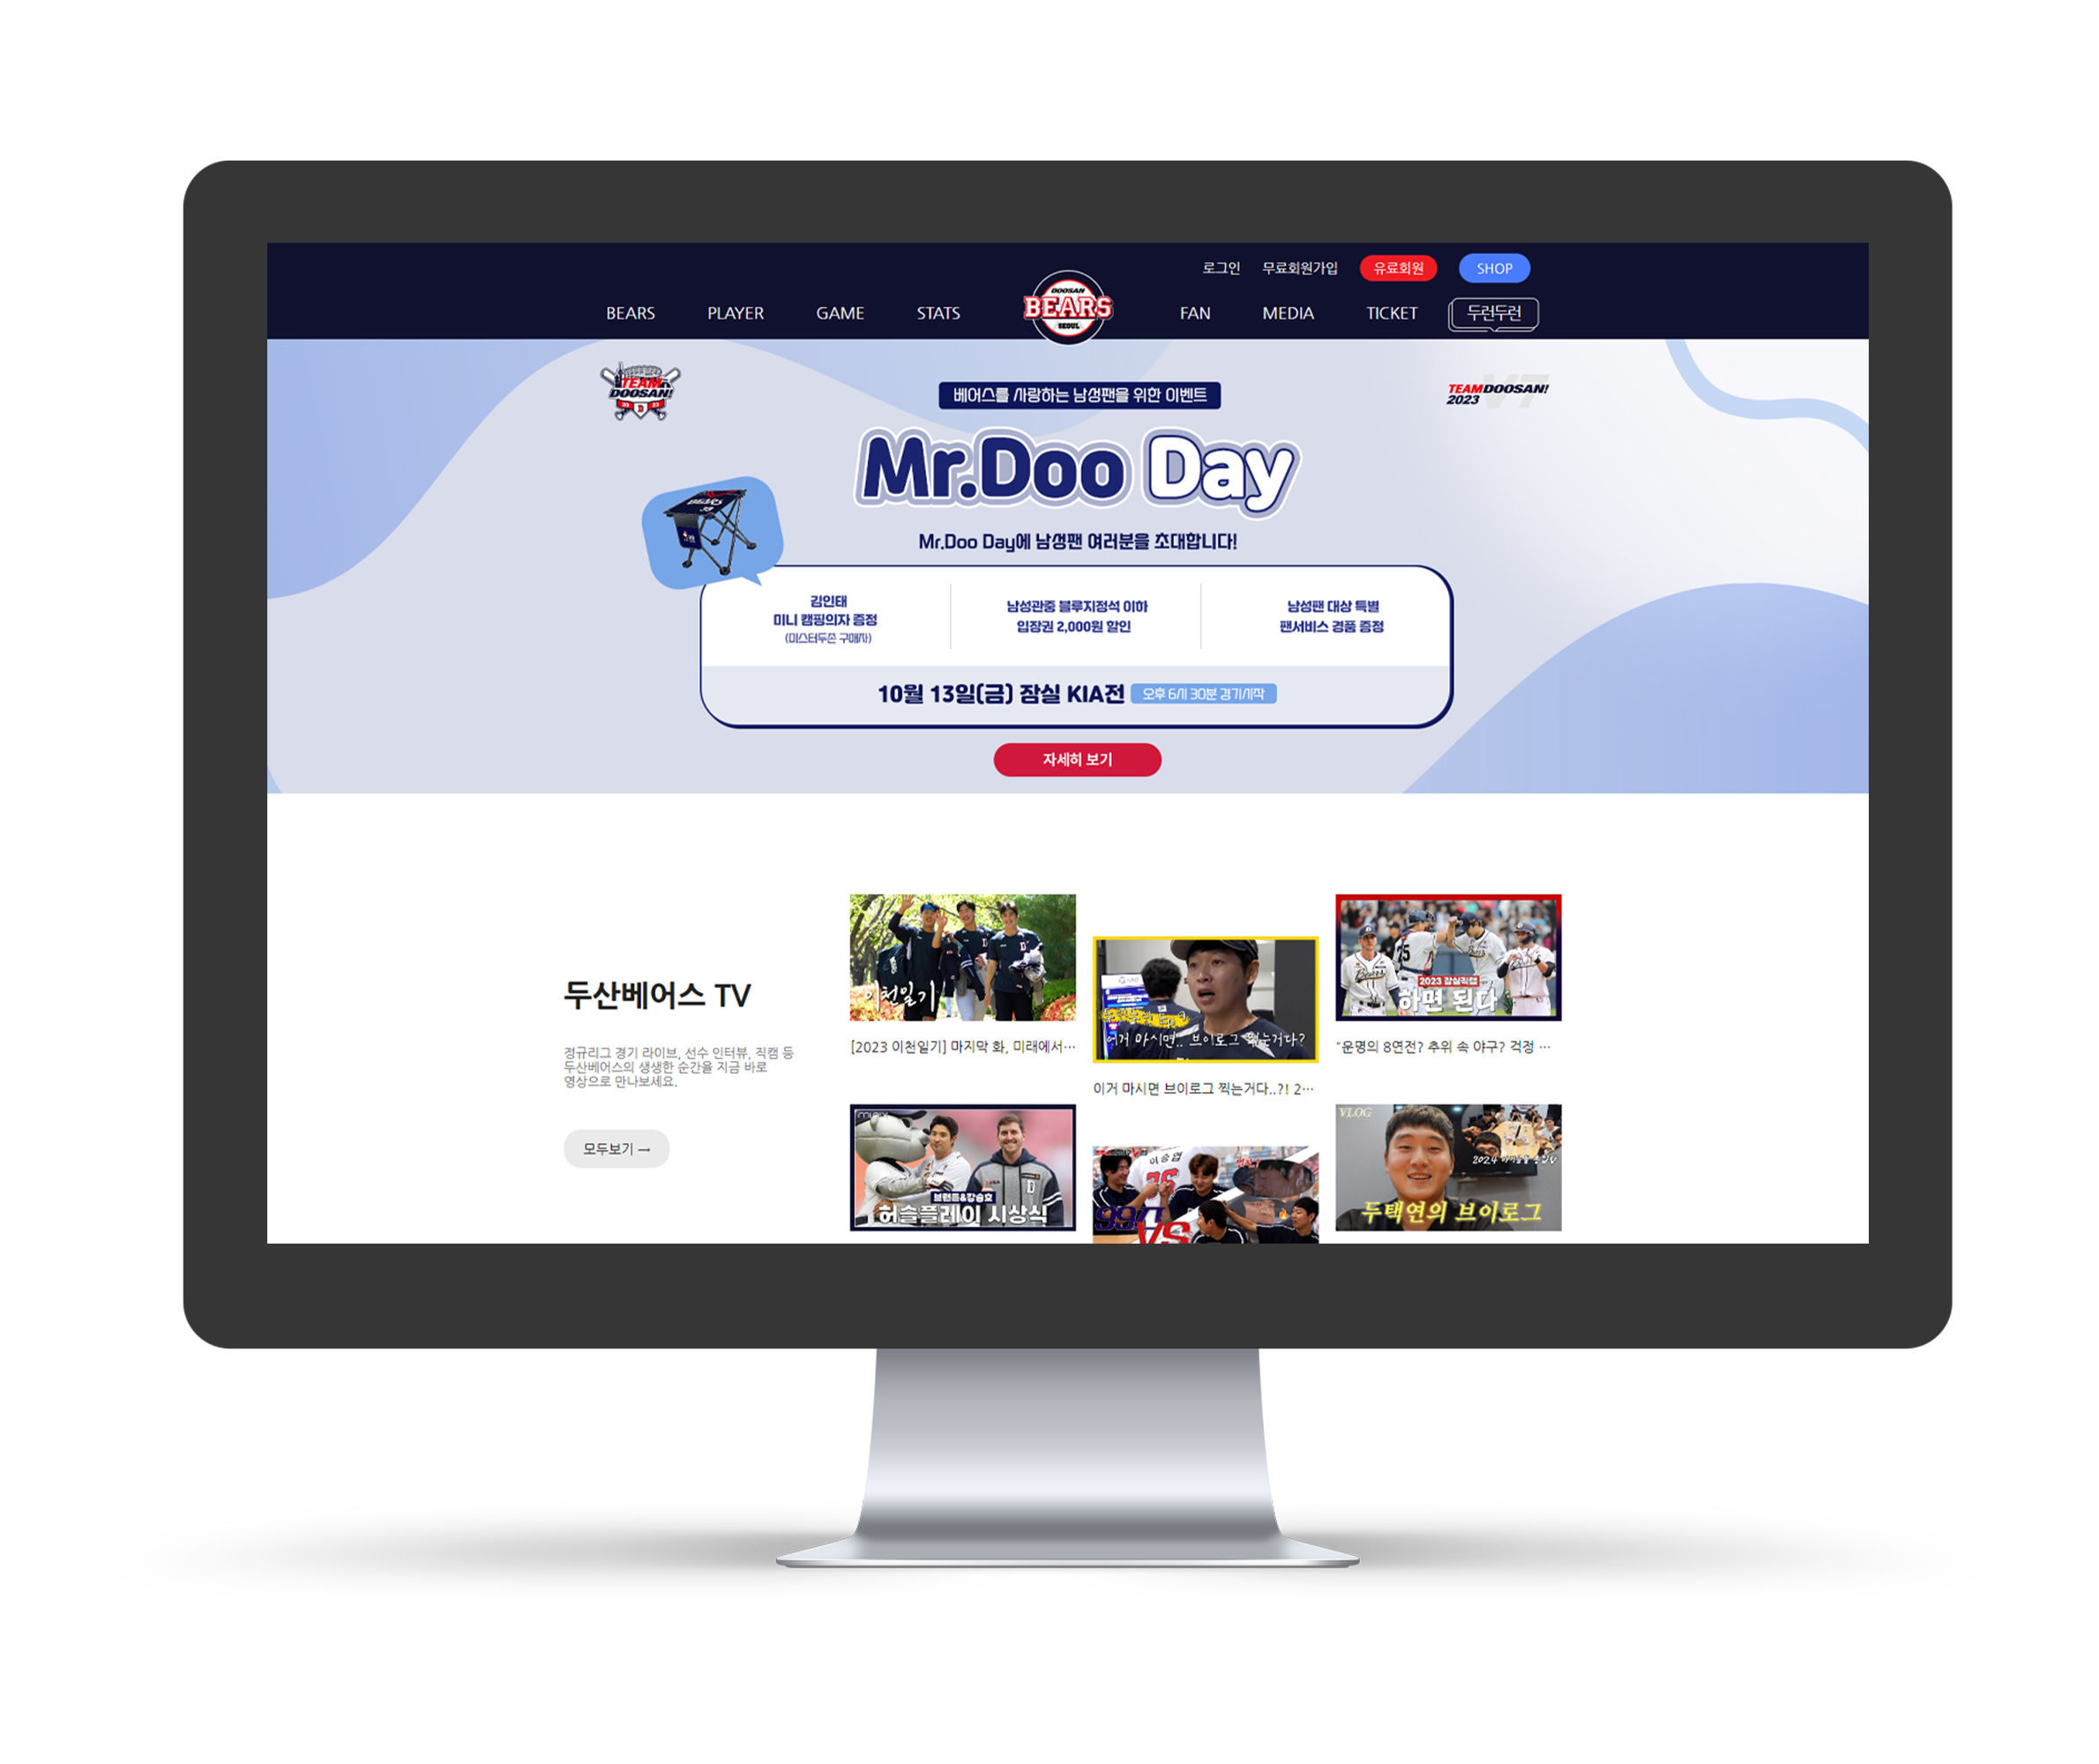 로그인 무료회원가입 유료회원 SHOP
BEARS PLAYER GAME STATS
DOOSAN
BEARS
SEOUL
FAN MEDIA TICKET 두런두런
TEAM
DOOSAN!
TEAMDOOSAN!
2023
V7
베어스를 사랑하는 남성팬을 위한 이벤트
Mr.Doo Day
Mr.Doo Day에 남성팬 여러분을 초대합니다!
BEARS
39
김인태
미니 캠핑의자 증정
(미스터두존 구매자)
남성관중 블루지정석 이하
입장권 2,000원 할인
남성팬 대상 특별
팬서비스 경품 증정
10월 13일(금) 잠실 KIA전 오후 6시 30분 경기시작
자세히 보기
두산베어스 TV
정규리그 경기 라이브, 선수 인터뷰, 직캠 등
두산베어스의 생생한 순간을 지금 바로
영상으로 만나보세요.
모두보기 →
이천일기
[2023 이천일기] 마지막 화, 미래에서…
이거 마시면.. 브이로그 찍는거다?
이거 마시면 브이로그 찍는거다..?! 2…
2023 잠실직캠
하면 된다
"운명의 8연전? 추위 속 야구? 걱정 …
브랜든&강승호
허슬플레이 시상식
이승엽
99즈
VS
VLOG
두택연의 브이로그